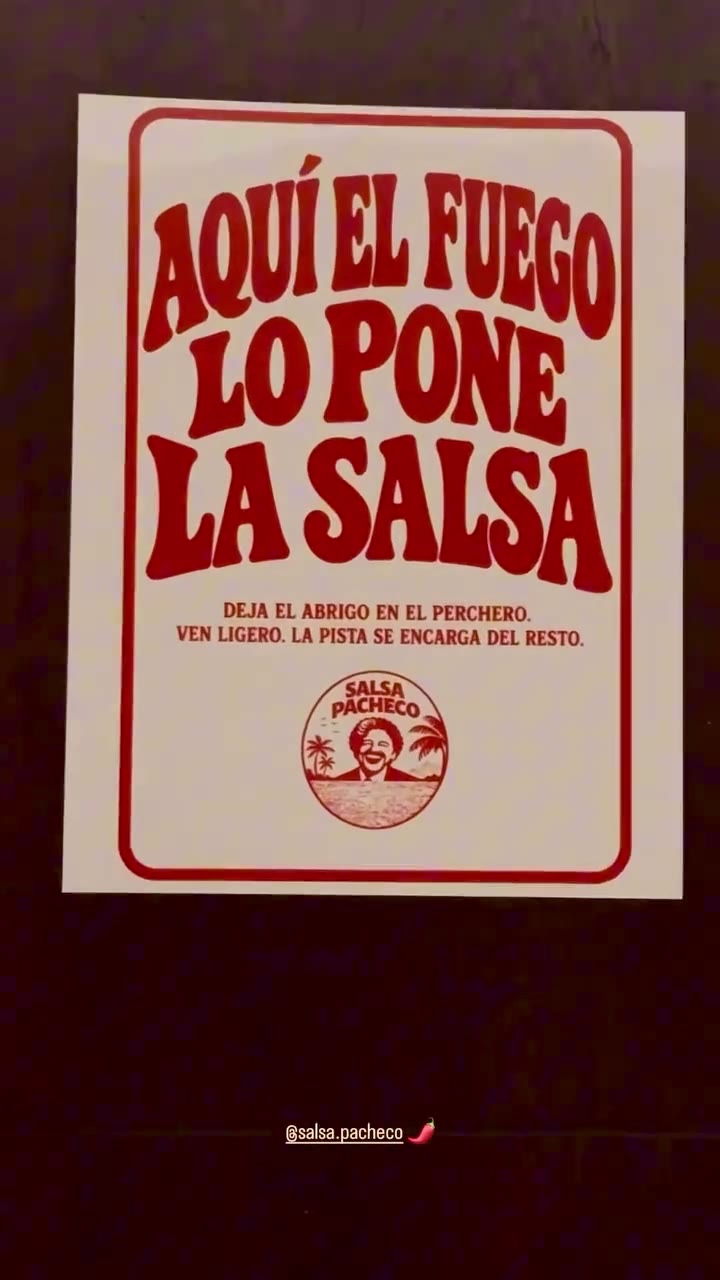 AQUÍ EL FUEGO
LO PONE
LA SALSA
DEJA EL ABRIGO EN EL PERCHERO.
VEN LIGERO. LA PISTA SE ENCARGA DEL RESTO.
SALSA
PACHECO
@salsa.pacheco